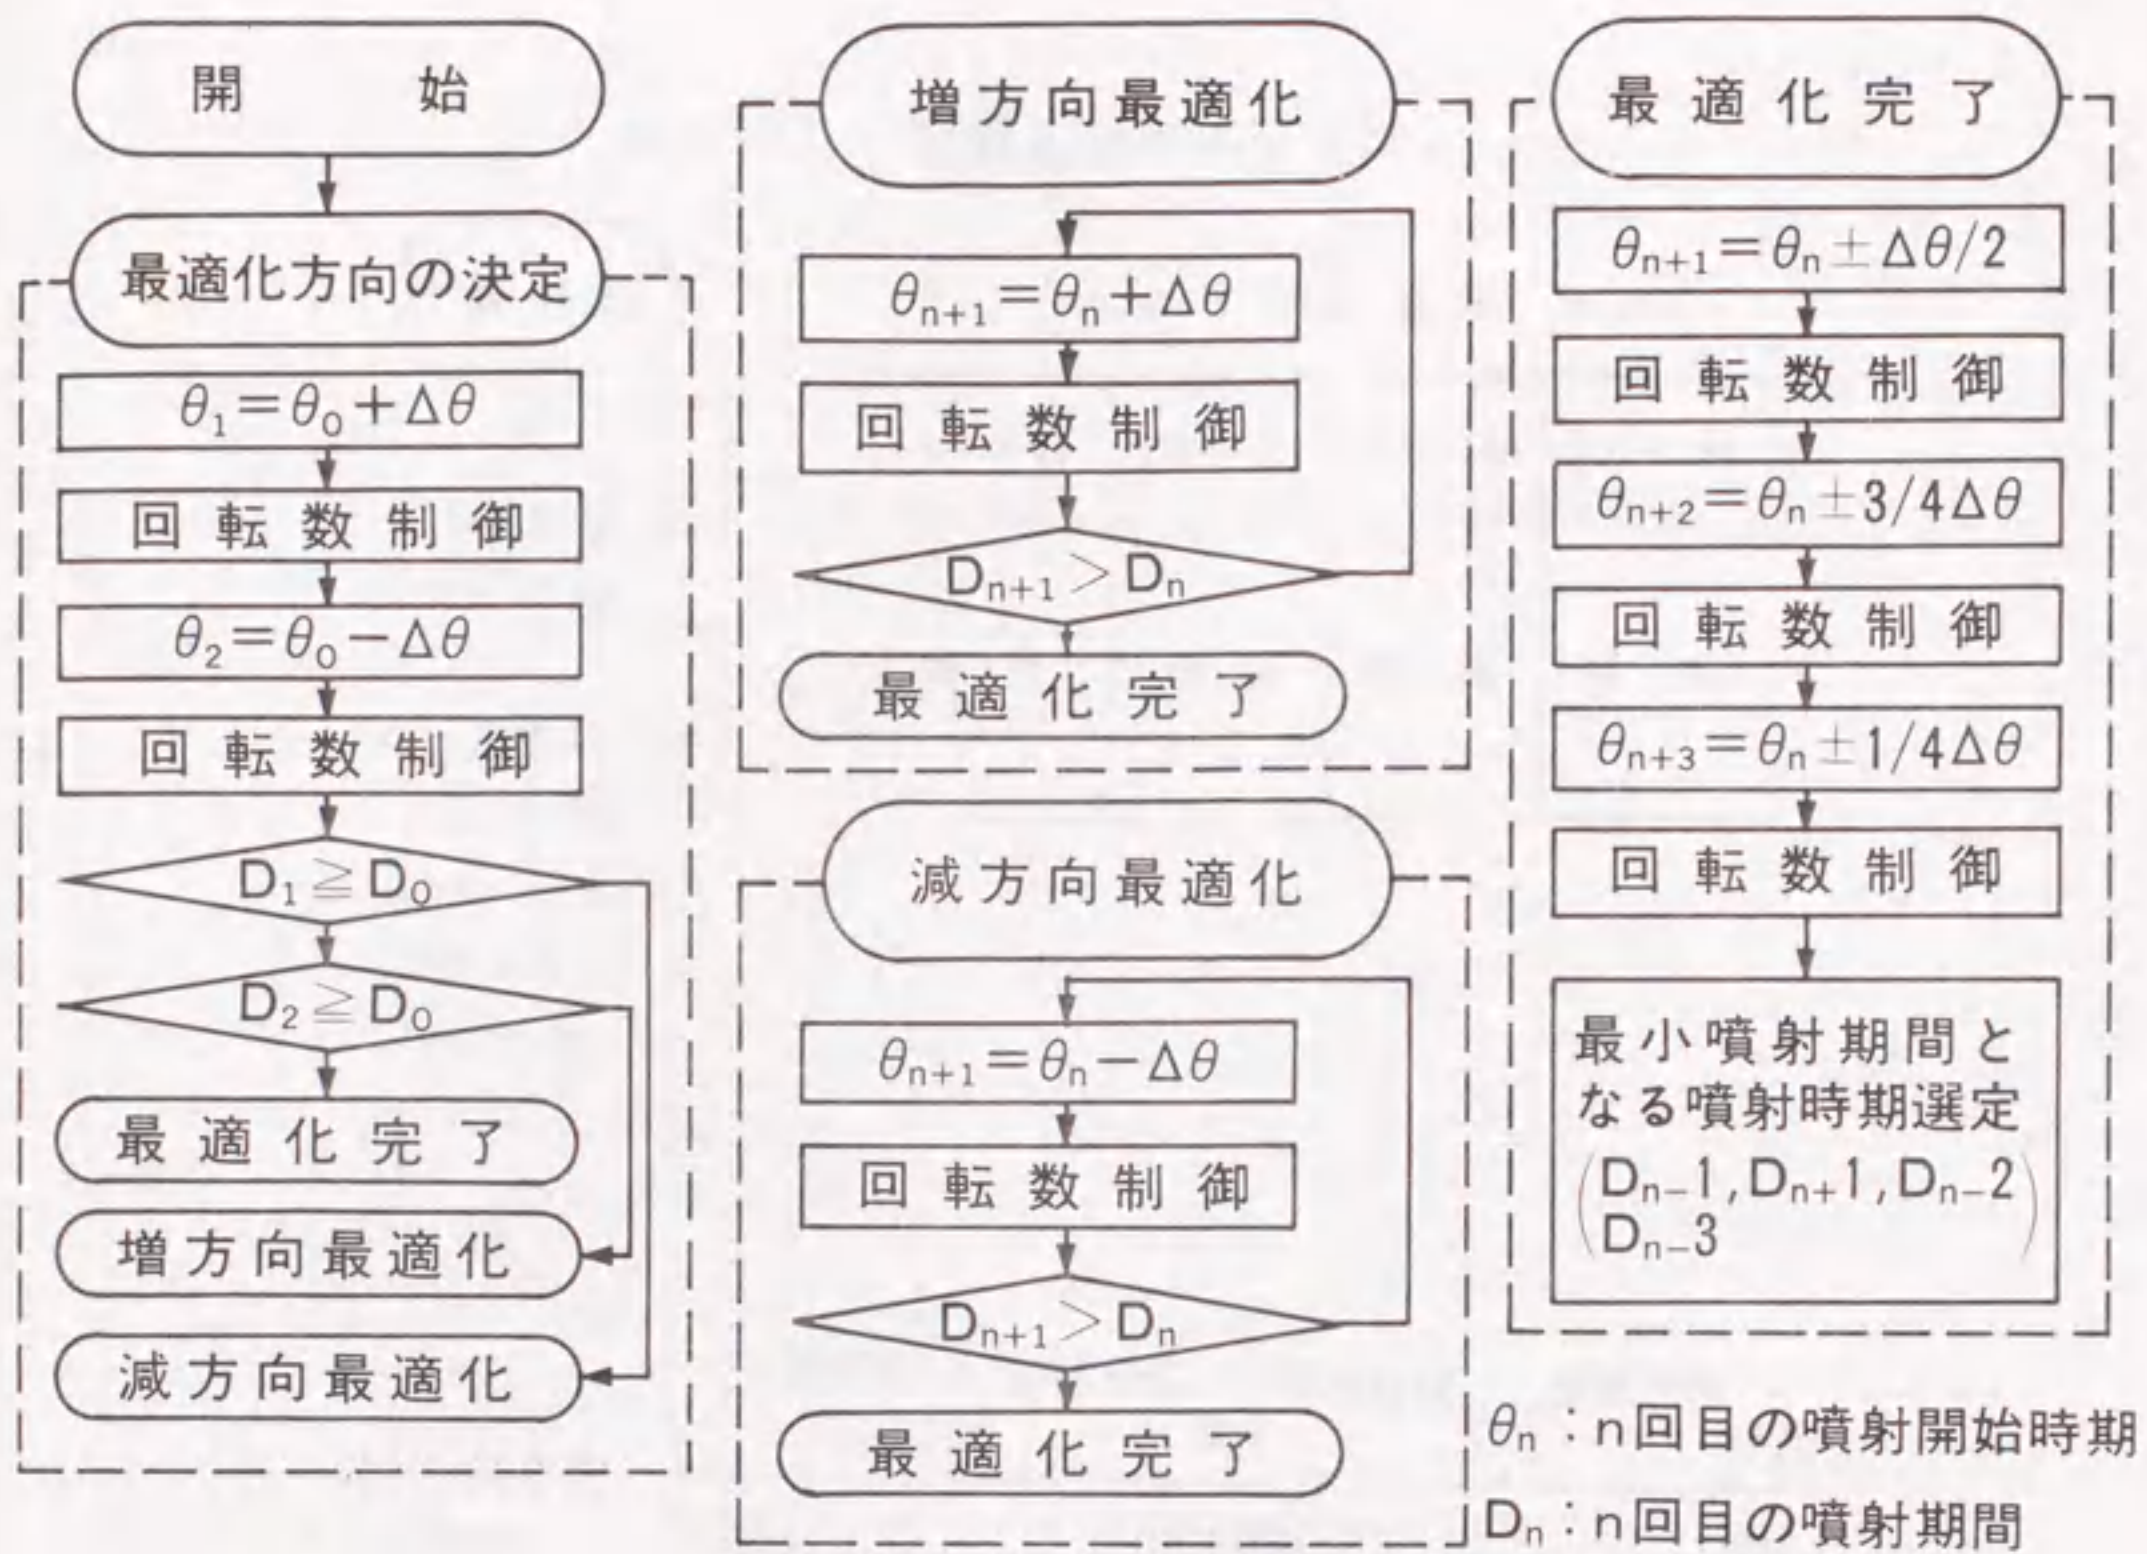 開始
最適化方向の決定
θ₁=θ₀+Δθ
回転数制御
θ₂=θ₀−Δθ
回転数制御
D₁≧D₀
D₂≧D₀
最適化完了
増方向最適化
減方向最適化
増方向最適化
θₙ₊₁=θₙ+Δθ
回転数制御
Dₙ₊₁>Dₙ
最適化完了
減方向最適化
θₙ₊₁=θₙ−Δθ
回転数制御
Dₙ₊₁>Dₙ
最適化完了
最適化完了
θₙ₊₁=θₙ±Δθ/2
回転数制御
θₙ₊₂=θₙ±3/4Δθ
回転数制御
θₙ₊₃=θₙ±1/4Δθ
回転数制御
最小噴射期間と
なる噴射時期選定
(Dₙ₋1,Dₙ₊1,Dₙ₋2
Dₙ₋3)
θₙ:n回目の噴射開始時期
Dₙ:n回目の噴射期間